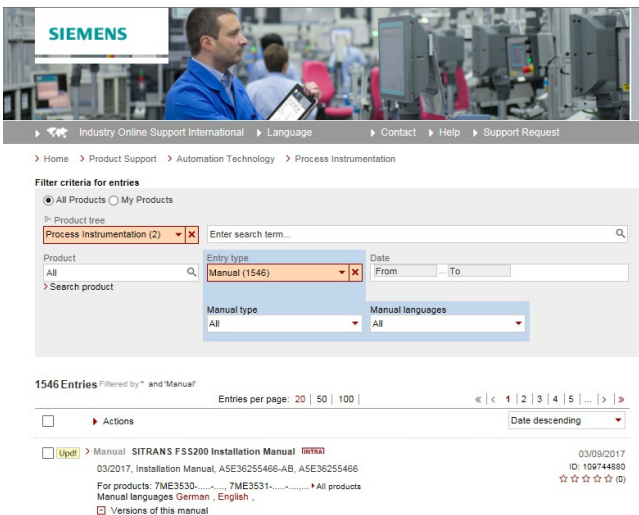 SIEMENS
Industry Online Support International Language Contact Help Support Request
Home Product Support Automation Technology Process Instrumentation
Filter criteria for entries
All Products My Products
Product tree
Process Instrumentation (2) Enter search term...
Product Entry type Date
All Manual (1546) From ... To
Search product
Manual type Manual languages
All All
1546 Entries Filtered by * and 'Manual'
Entries per page: 20 | 50 | 100 | « | < 1 | 2 | 3 | 4 | 5 | ... | > | »
Actions Date descending
Upd! Manual SITRANS FSS200 Installation Manual INTRA 03/09/2017
03/2017, Installation Manual, A5E36255466-AB, A5E36255466 ID: 109744880
For products: 7ME3530-.....-...., 7ME3531-.....-....,... All products (0)
Manual languages German , English ,
Versions of this manual